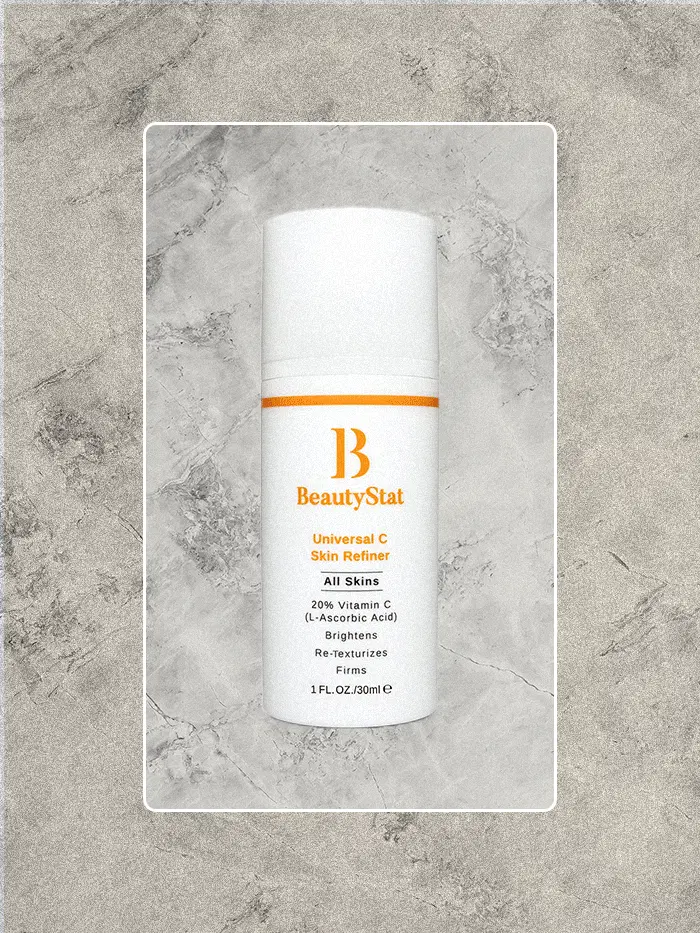 B
BeautyStat
Universal C
Skin Refiner
All Skins
20% Vitamin C
(L-Ascorbic Acid)
Brightens
Re-Texturizes
Firms
1 FL.OZ./30ml ℮